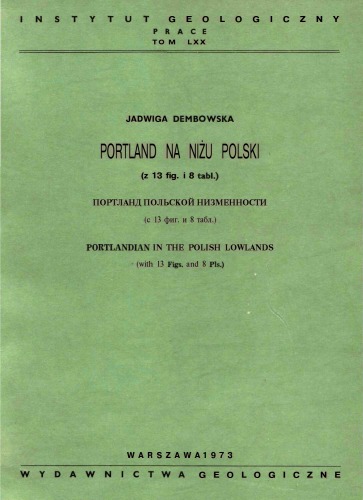 INSTYTUT GEOLOGICZNY
PRACE
TOM LXX
JADWIGA DEMBOWSKA
PORTLAND NA NIŻU POLSKI
(z 13 fig. i 8 tabl.)
ПОРТЛАНД ПОЛЬСКОЙ НИЗМЕННОСТИ
(с 13 фиг. и 8 табл.)
PORTLANDIAN IN THE POLISH LOWLANDS
(with 13 Figs. and 8 Pls.)
WARSZAWA 1973
WYDAWNICTWA GEOLOGICZNE